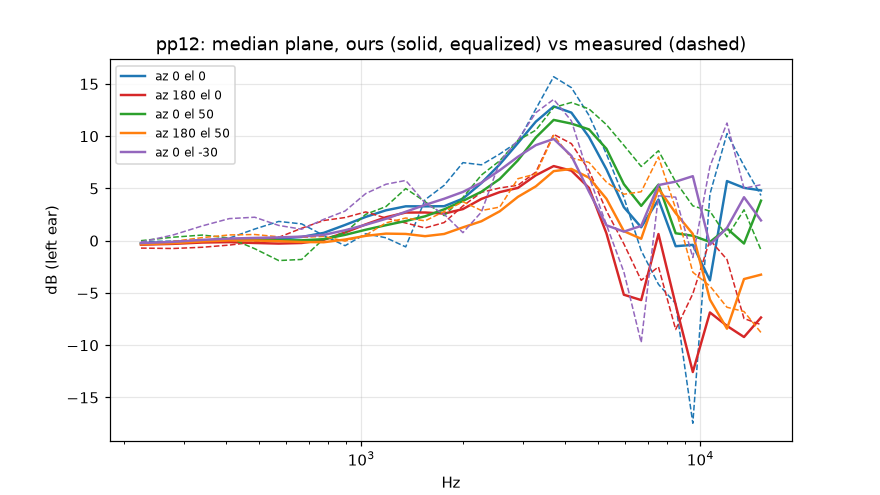 pp12: median plane, ours (solid, equalized) vs measured (dashed)
az 0 el 0
az 180 el 0
az 0 el 50
az 180 el 50
az 0 el -30
dB (left ear)
15
10
5
0
−5
−10
−15
10³
10⁴
Hz